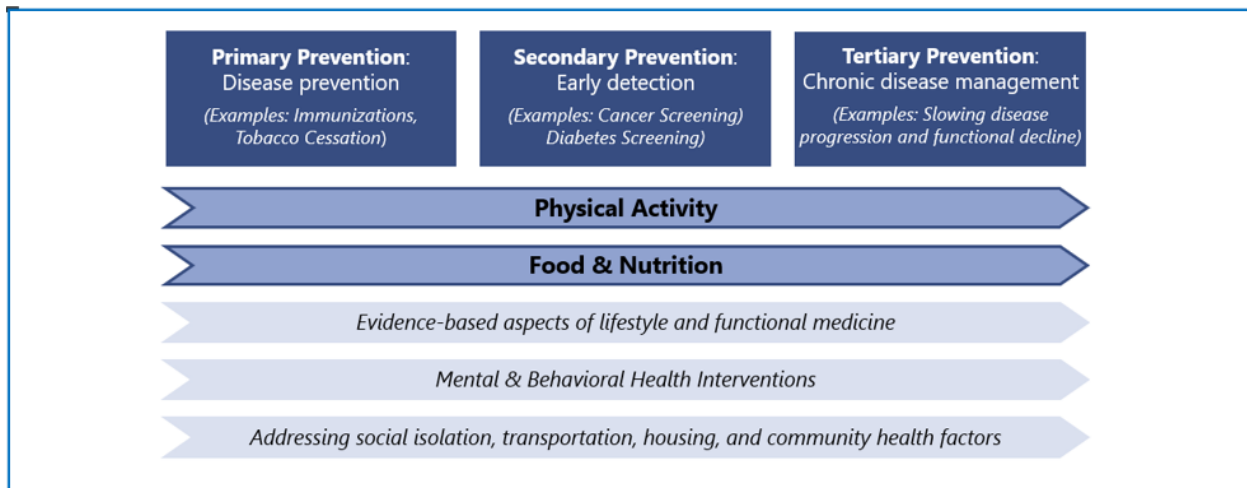 Primary Prevention:
Disease prevention
(Examples: Immunizations,
Tobacco Cessation)
Secondary Prevention:
Early detection
(Examples: Cancer Screening)
Diabetes Screening)
Tertiary Prevention:
Chronic disease management
(Examples: Slowing disease
progression and functional decline)
Physical Activity
Food & Nutrition
Evidence-based aspects of lifestyle and functional medicine
Mental & Behavioral Health Interventions
Addressing social isolation, transportation, housing, and community health factors